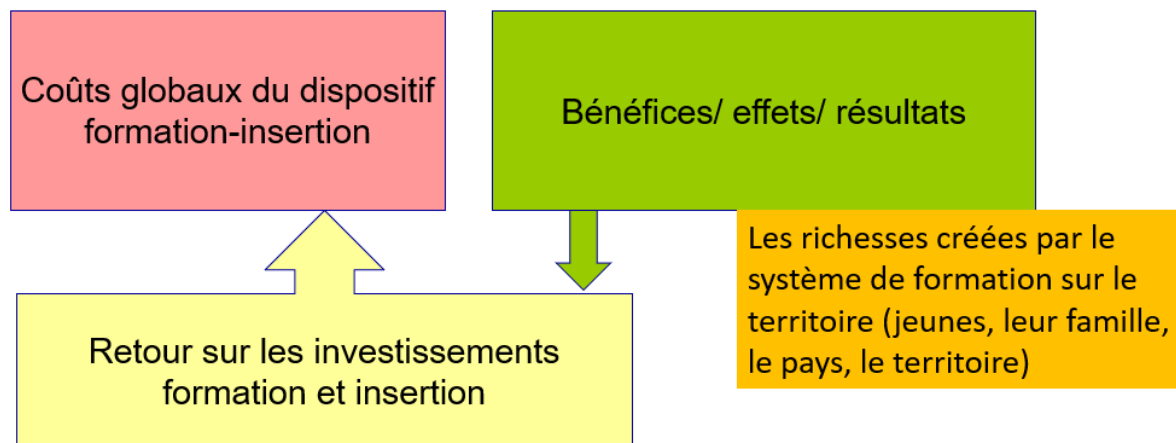 Coûts globaux du dispositif
formation-insertion
Bénéfices/ effets/ résultats
Les richesses créées par le
système de formation sur le
territoire (jeunes, leur famille,
le pays, le territoire)
Retour sur les investissements
formation et insertion